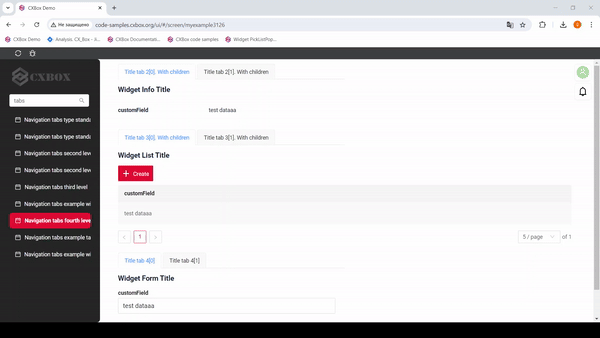 CXBox Demo
Не защищено
code-samples.cxbox.org/ui/#/screen/myexample3126
CXBox Demo
Analysis. CX_Box - Ji...
CXBox Documentati...
CXBox code samples
Widget PickListPop...
CXBOX
tabs
Navigation tabs type standa
Navigation tabs type standa
Navigation tabs second leve
Navigation tabs second leve
Navigation tabs third level
Navigation tabs example wi
Navigation tabs fourth leve
Navigation tabs example ta
Navigation tabs example wi
Title tab 2[0]. With children
Title tab 2[1]. With children
Widget Info Title
customField
test dataaa
Title tab 3[0]. With children
Title tab 3[1]. With children
Widget List Title
Create
customField
test dataaa
1
5 / page
of 1
Title tab 4[0]
Title tab 4[1]
Widget Form Title
customField
test dataaa